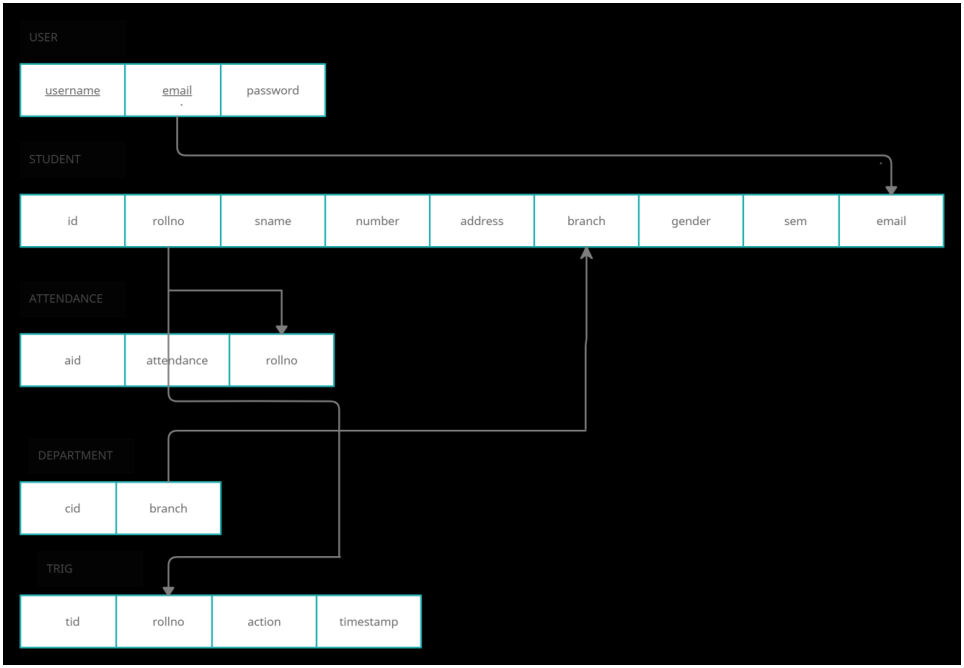 USER
username email password
STUDENT
id rollno sname number address branch gender sem email
ATTENDANCE
aid attendance rollno
DEPARTMENT
cid branch
TRIG
tid rollno action timestamp